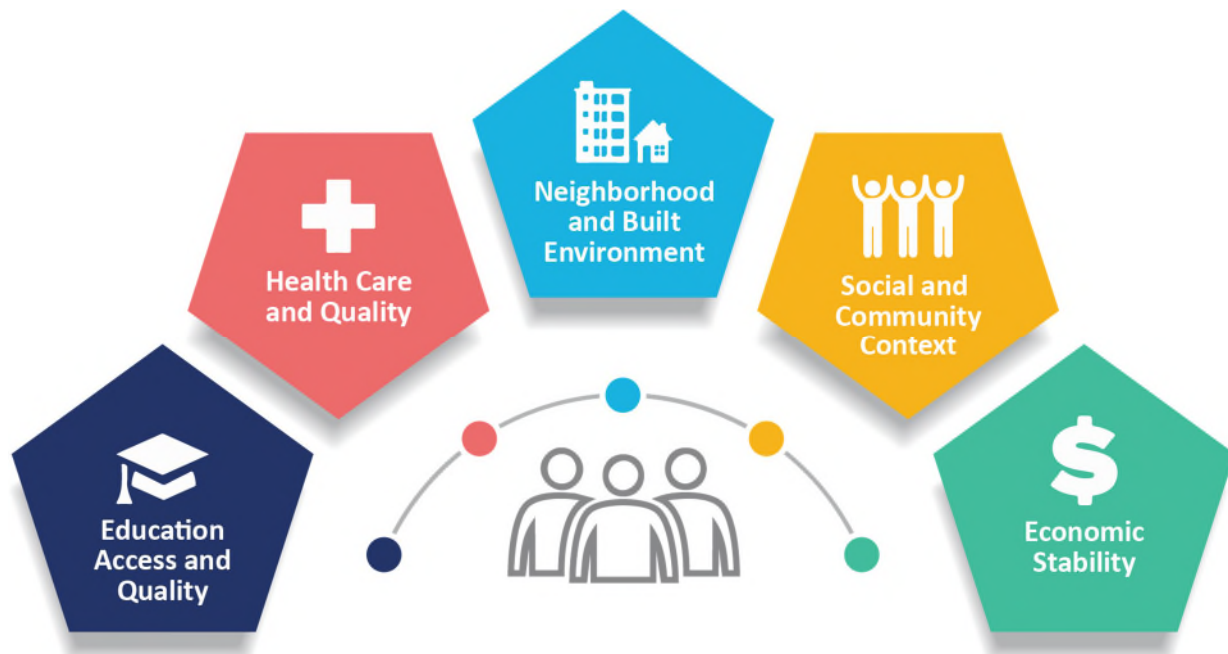 Neighborhood
and Built
Environment
Health Care
and Quality
Social and
Community
Context
Education
Access and
Quality
$
Economic
Stability